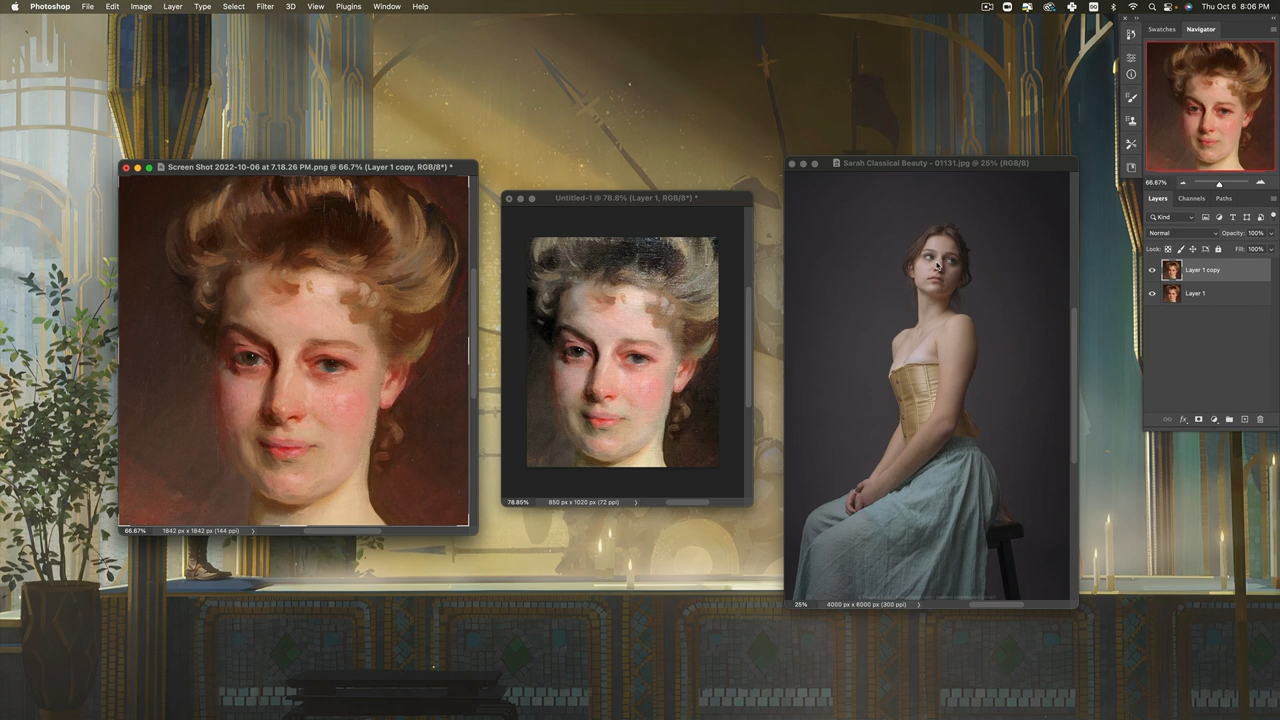 Photoshop File Edit Image Layer Type Select Filter 3D View Plugins Window Help Thu Oct 6 8:06 PM
Swatches Navigator
Screen Shot 2022-10-06 at 7.18.26 PM.png @ 66.7% (Layer 1 copy, RGB/8*) *
Untitled-1 @ 78.8% (Layer 1, RGB/8*) *
Sarah Classical Beauty - 01131.jpg @ 25% (RGB/8)
66.67%
Layers Channels Paths
Kind
Normal Opacity: 100%
Lock: Fill: 100%
Layer 1 copy
Layer 1
fx
78.85% 850 px x 1020 px (72 ppi)
66.67% 1842 px x 1842 px (144 ppi)
25% 4000 px x 6000 px (300 ppi)